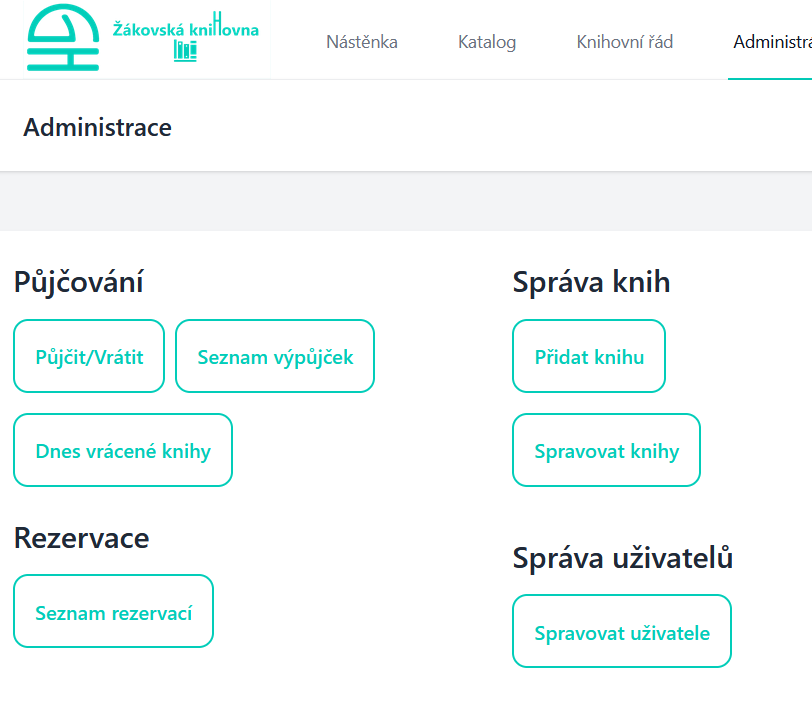 Žákovská kniHovna
Nástěnka
Katalog
Knihovní řád
Administrá
Administrace
Půjčování
Půjčit/Vrátit
Seznam výpůjček
Dnes vrácené knihy
Rezervace
Seznam rezervací
Správa knih
Přidat knihu
Spravovat knihy
Správa uživatelů
Spravovat uživatele